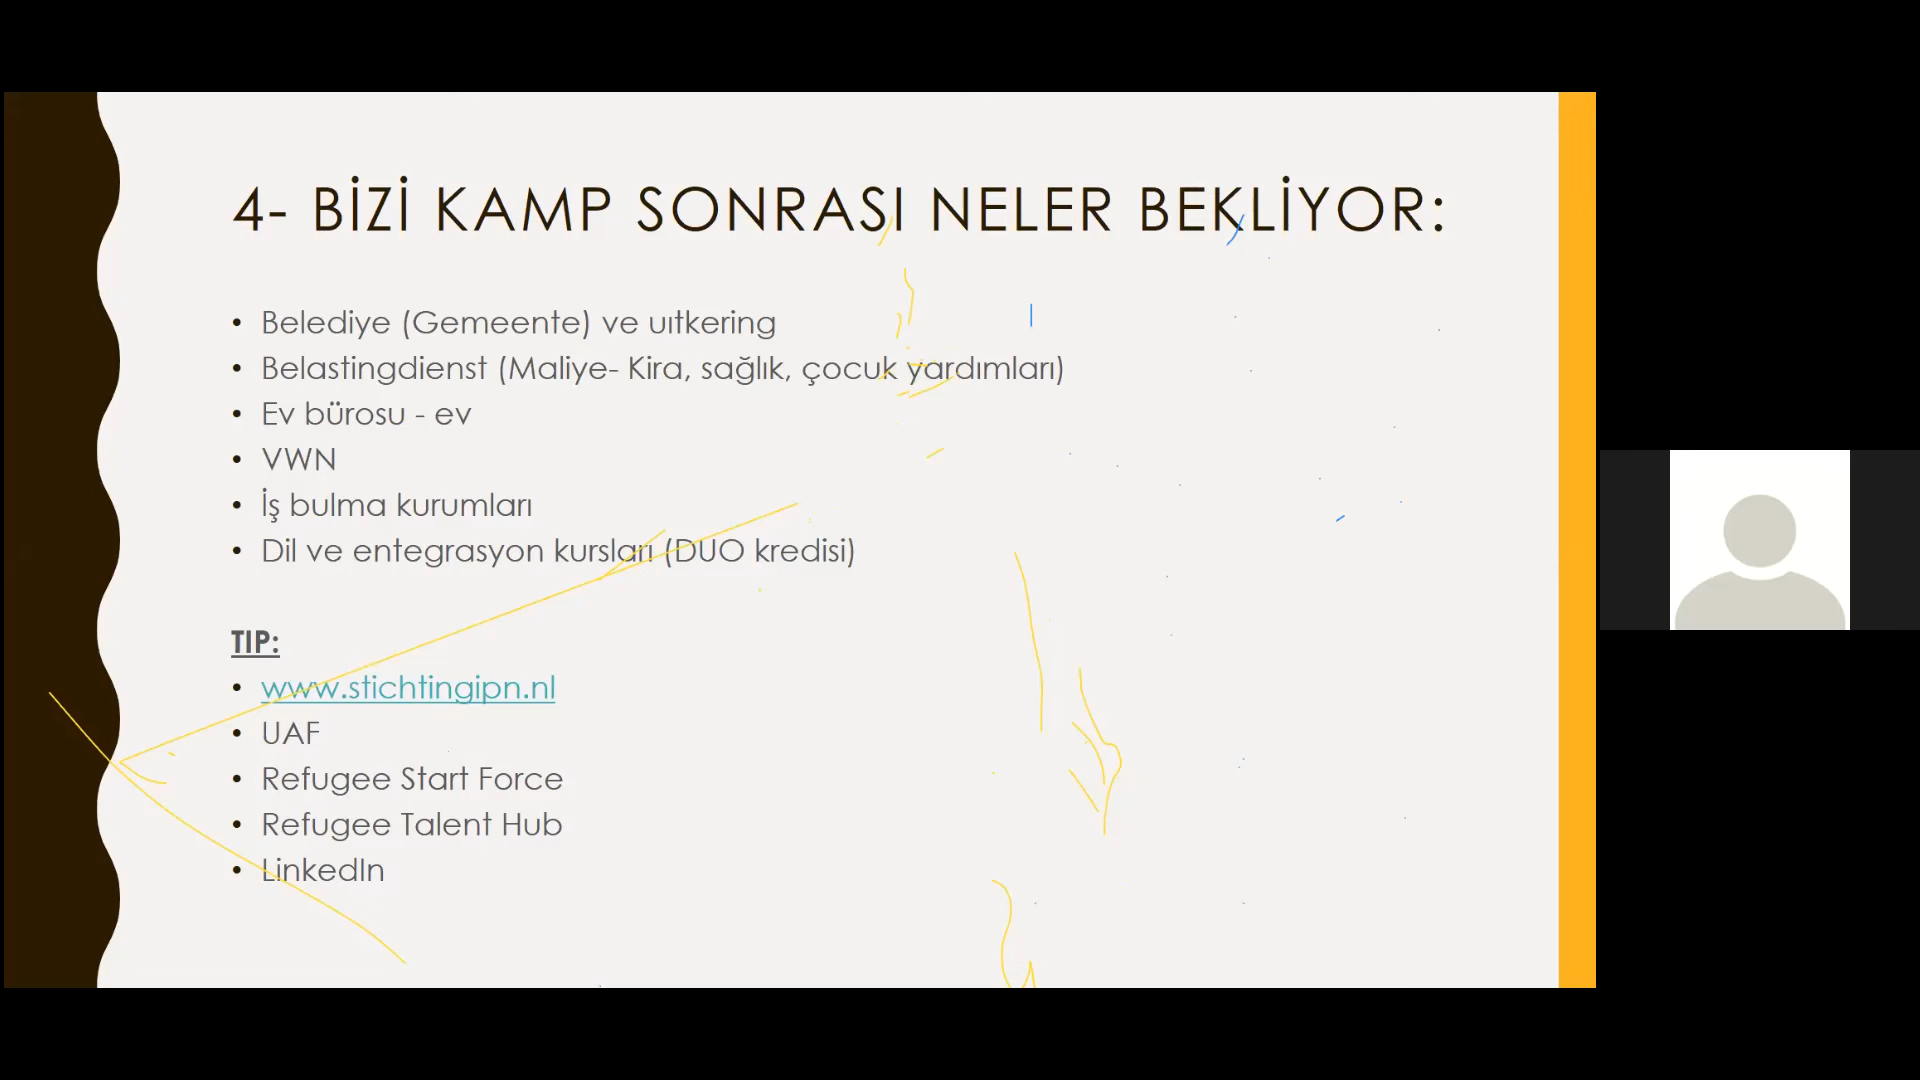 4- BİZİ KAMP SONRASI NELER BEKLİYOR:
• Belediye (Gemeente) ve uıtkering
• Belastingdienst (Maliye- Kira, sağlık, çocuk yardımları)
• Ev bürosu - ev
• VWN
• İş bulma kurumları
• Dil ve entegrasyon kursları (DUO kredisi)
TIP:
• www.stichtingipn.nl
• UAF
• Refugee Start Force
• Refugee Talent Hub
• LinkedIn